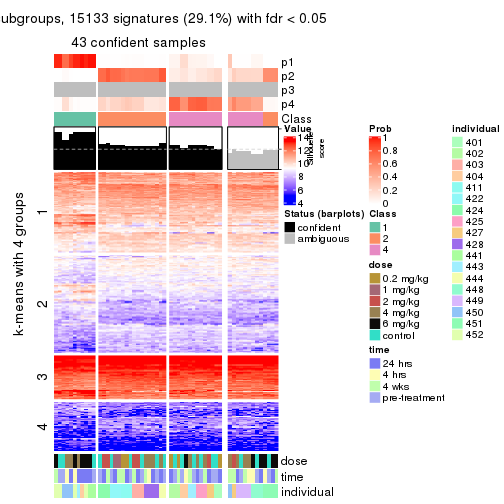 ubgroups, 15133 signatures (29.1%) with fdr < 0.05
43 confident samples
p1
p2
p3
p4
Class
Silhouette
score
k-means with 4 groups
1
2
3
4
dose
time
individual
Value
14
12
8
6
4
Status (barplots)
confident
ambiguous
Prob
1
0.8
0.6
0.4
0.2
0
Class
1
2
4
dose
0.2 mg/kg
1 mg/kg
2 mg/kg
4 mg/kg
6 mg/kg
control
time
24 hrs
4 hrs
4 wks
pre-treatment
individual
401
402
403
404
411
422
424
425
427
428
441
443
444
448
449
450
451
452